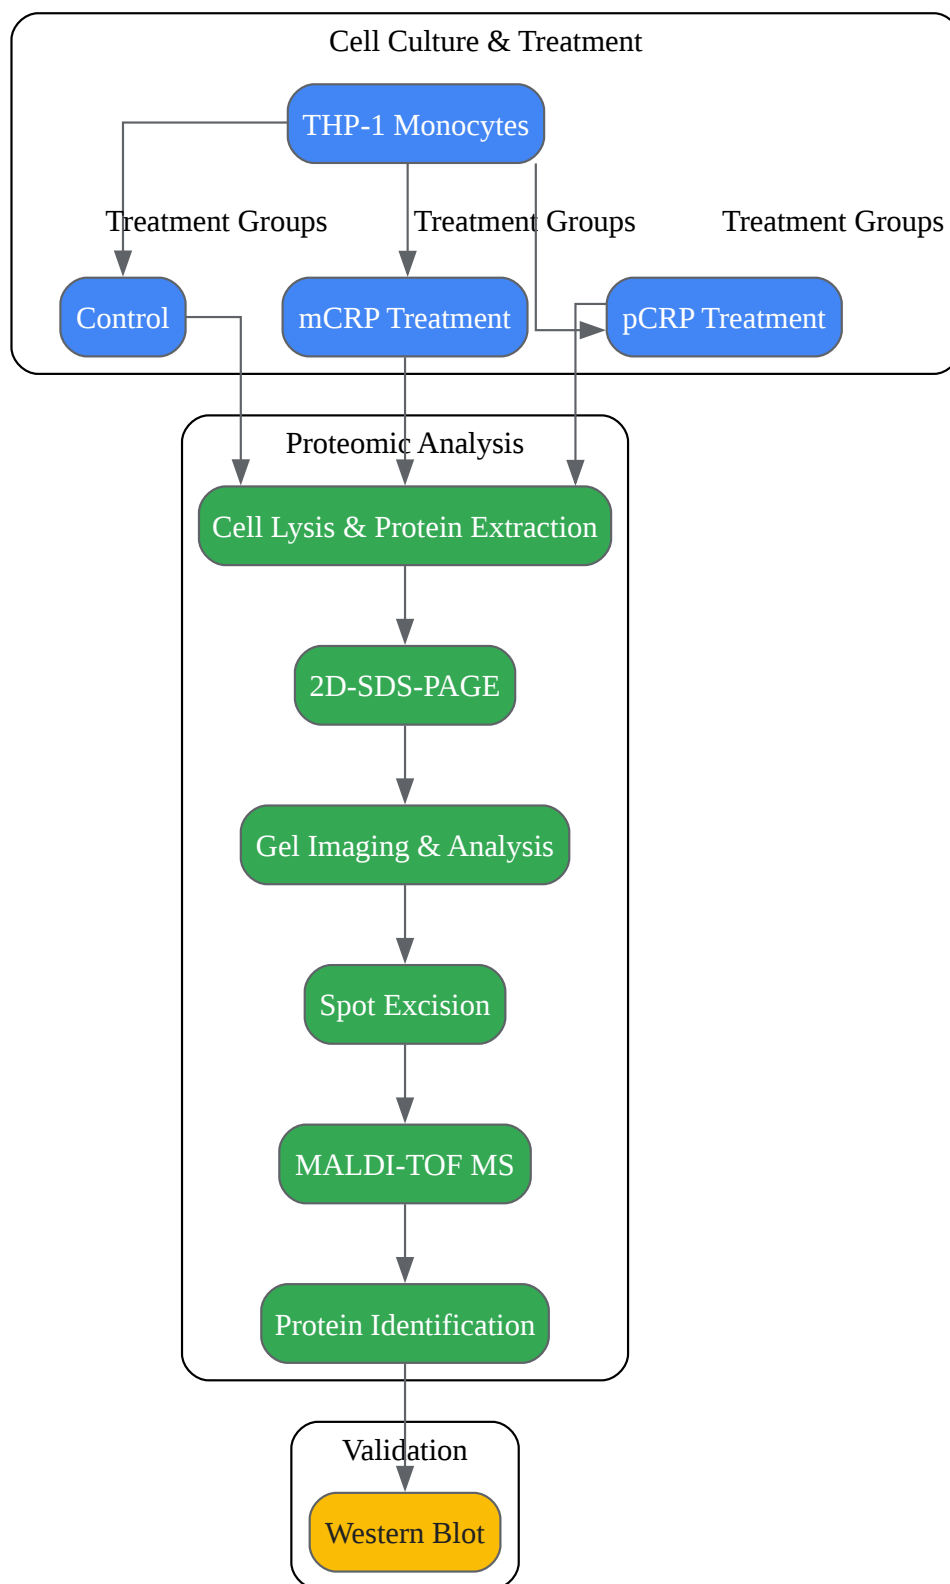 Cell Culture & Treatment
THP-1 Monocytes
Treatment Groups
Treatment Groups
Treatment Groups
Control
mCRP Treatment
pCRP Treatment
Proteomic Analysis
Cell Lysis & Protein Extraction
2D-SDS-PAGE
Gel Imaging & Analysis
Spot Excision
MALDI-TOF MS
Protein Identification
Validation
Western Blot